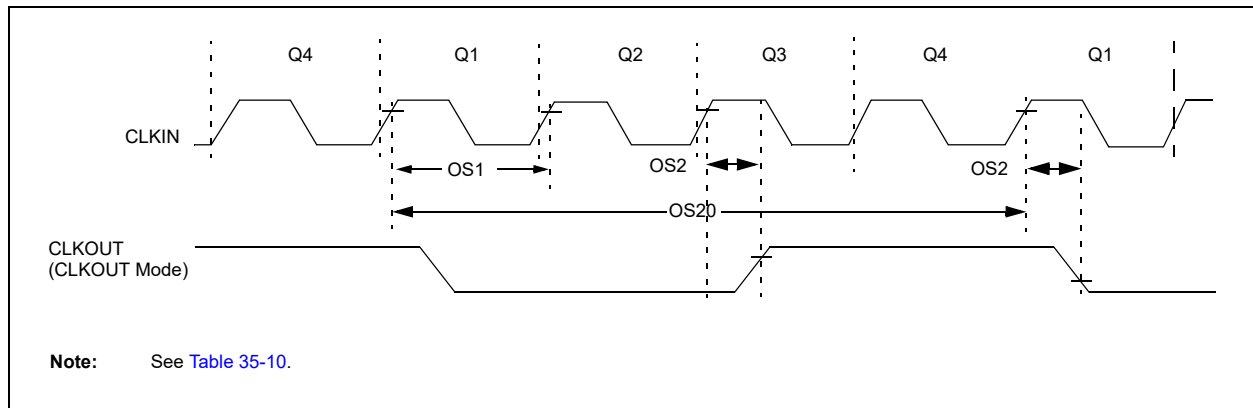 Q4 Q1 Q2 Q3 Q4 Q1
CLKIN
OS1 OS2 OS2
OS20
CLKOUT
(CLKOUT Mode)
Note: See Table 35-10.